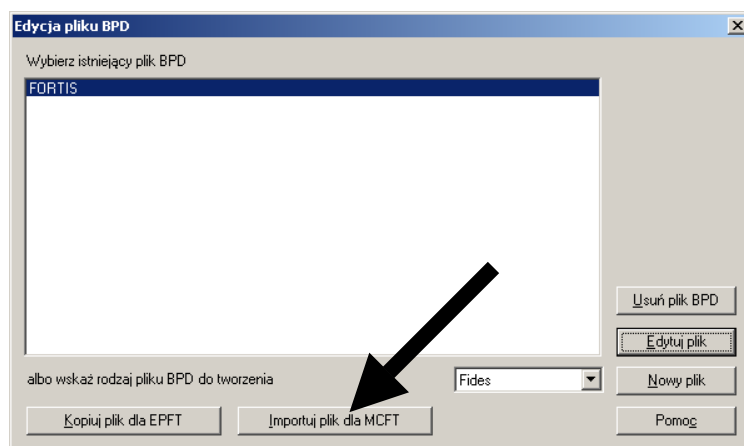 Edycja pliku BPD
Wybierz istniejący plik BPD
FORTIS
Usuń plik BPD
Edytuj plik
albo wskaż rodzaj pliku BPD do tworzenia
Fides
Nowy plik
Kopiuj plik dla EPFT
Importuj plik dla MCFT
Pomoc